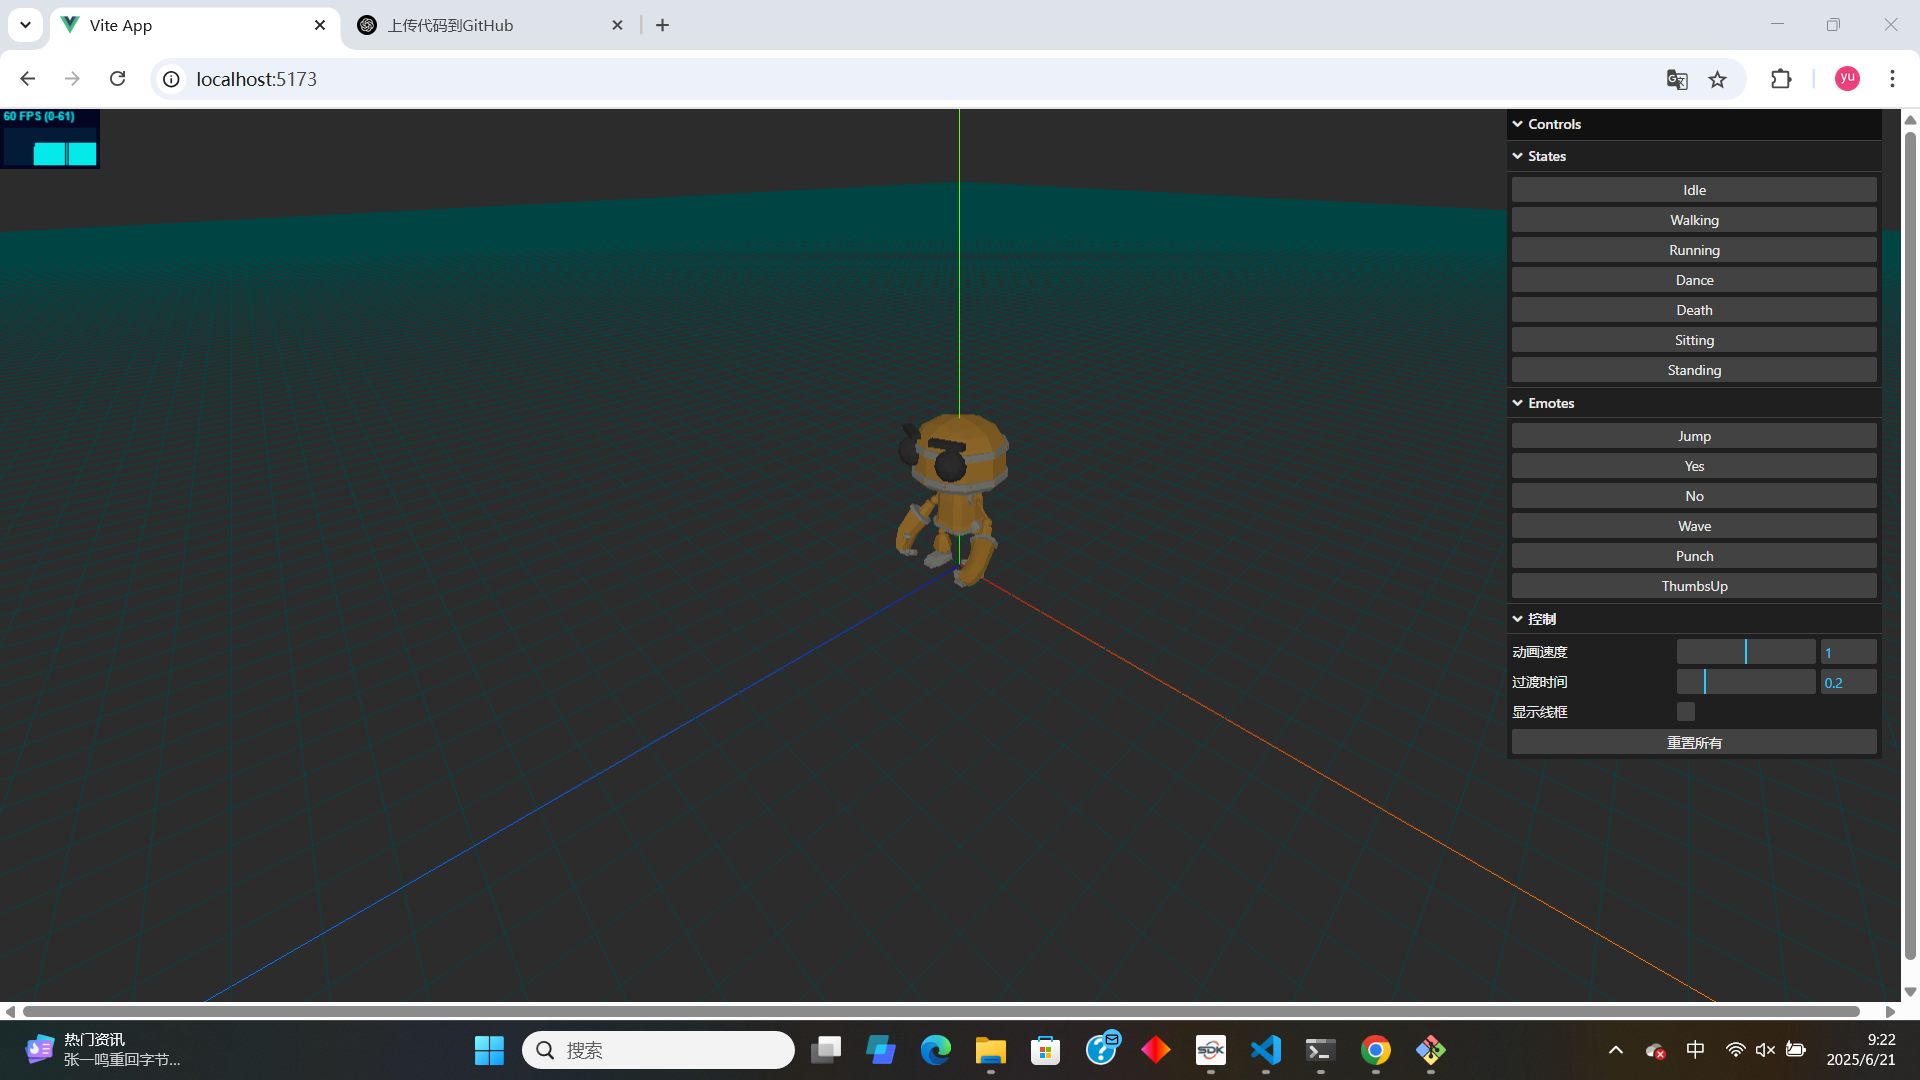 Vite App
上传代码到GitHub
localhost:5173
yu
60 FPS (0-61)
Controls
States
Idle
Walking
Running
Dance
Death
Sitting
Standing
Emotes
Jump
Yes
No
Wave
Punch
ThumbsUp
控制
动画速度 1
过渡时间 0.2
显示线框
重置所有
热门资讯
张一鸣重回字节...
搜索
SDK
中
9:22
2025/6/21